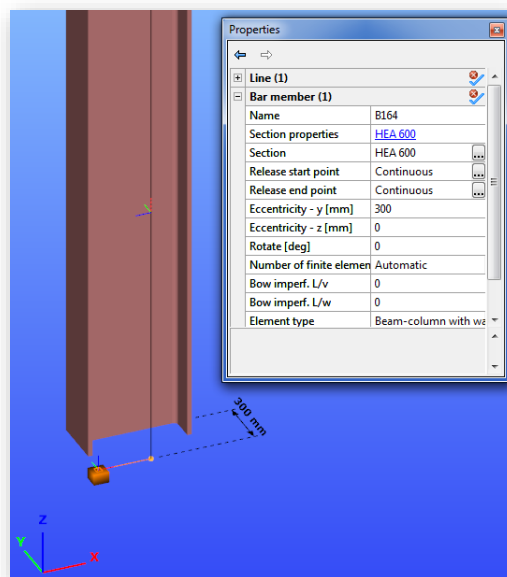 Properties
Line (1)
Bar member (1)
Name B164
Section properties HEA 600
Section HEA 600 ...
Release start point Continuous ...
Release end point Continuous ...
Eccentricity - y [mm] 300
Eccentricity - z [mm] 0
Rotate [deg] 0
Number of finite elemen Automatic
Bow imperf. L/v 0
Bow imperf. L/w 0
Element type Beam-column with wa
300 mm
Z
Y
X